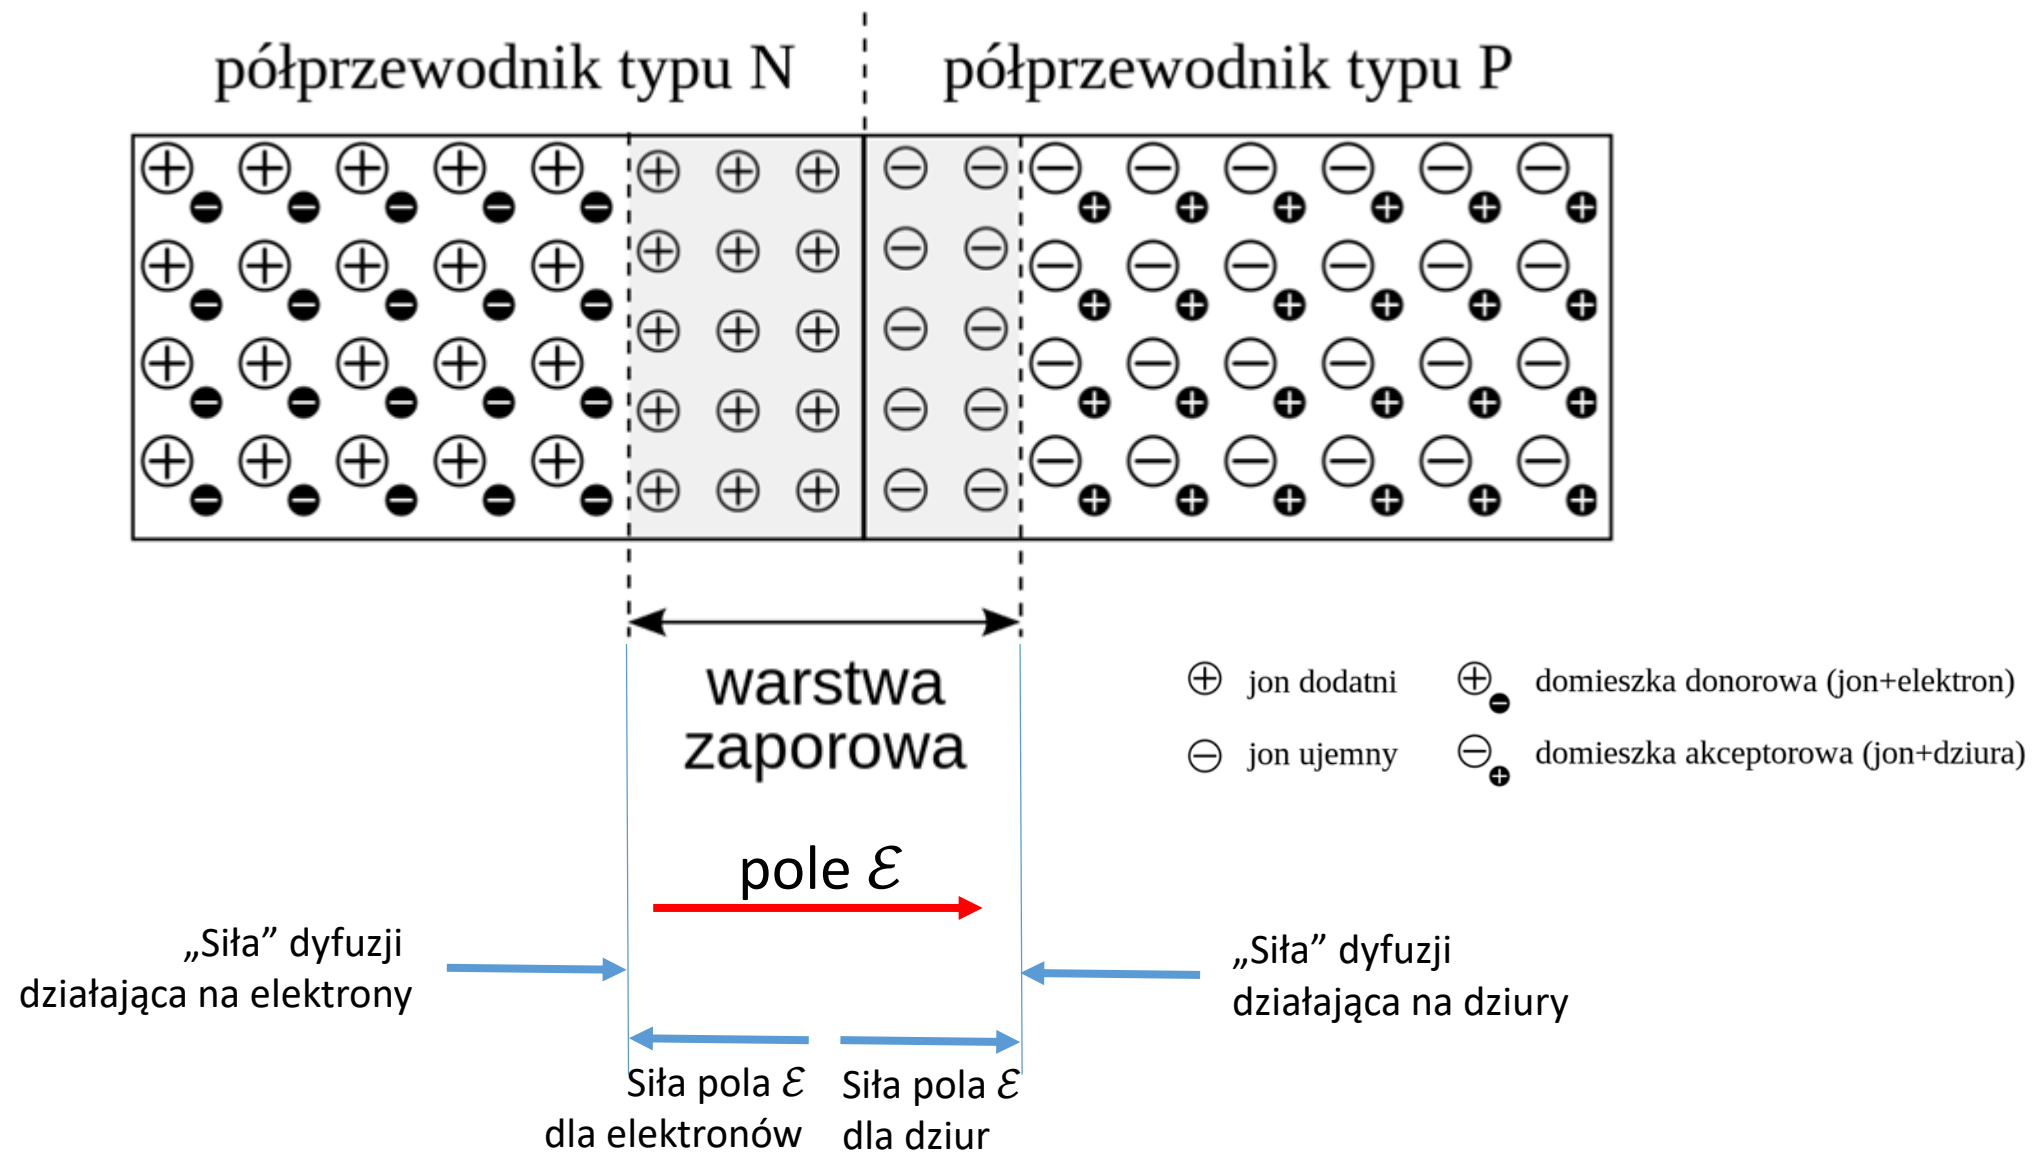 półprzewodnik typu N
półprzewodnik typu P
warstwa
zaporowa
jon dodatni
domieszka donorowa (jon+elektron)
jon ujemny
domieszka akceptorowa (jon+dziura)
pole ℰ
„Siła” dyfuzji
działająca na elektrony
„Siła” dyfuzji
działająca na dziury
Siła pola ℰ
dla elektronów
Siła pola ℰ
dla dziur